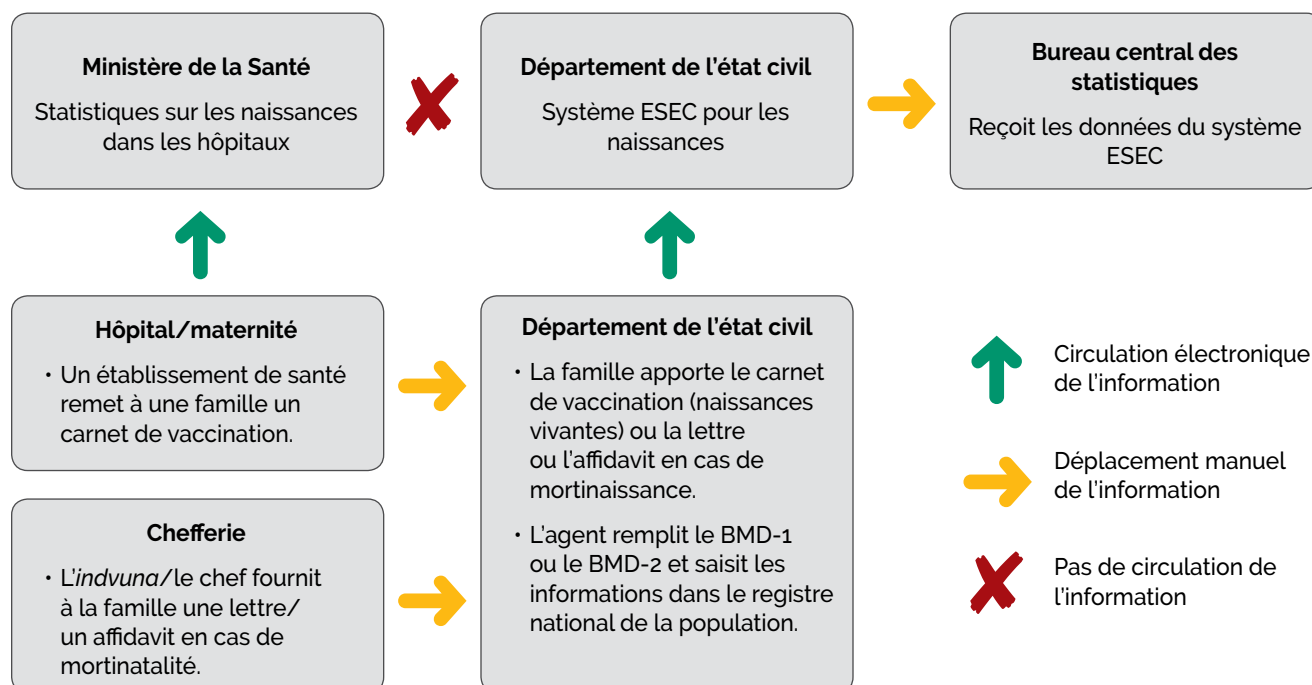 Ministère de la Santé
Statistiques sur les naissances
dans les hôpitaux
Département de l'état civil
Système ESEC pour les
naissances
Bureau central des
statistiques
Reçoit les données du système
ESEC
Hôpital/maternité
• Un établissement de santé
remet à une famille un
carnet de vaccination.
Chefferie
• L'indvuna/le chef fournit
à la famille une lettre/
un affidavit en cas de
mortinatalité.
Département de l'état civil
• La famille apporte le carnet
de vaccination (naissances
vivantes) ou la lettre
ou l'affidavit en cas de
mortinaissance.
• L'agent remplit le BMD-1
ou le BMD-2 et saisit les
informations dans le registre
national de la population.
Circulation électronique
de l'information
Déplacement manuel
de l'information
Pas de circulation de
l'information